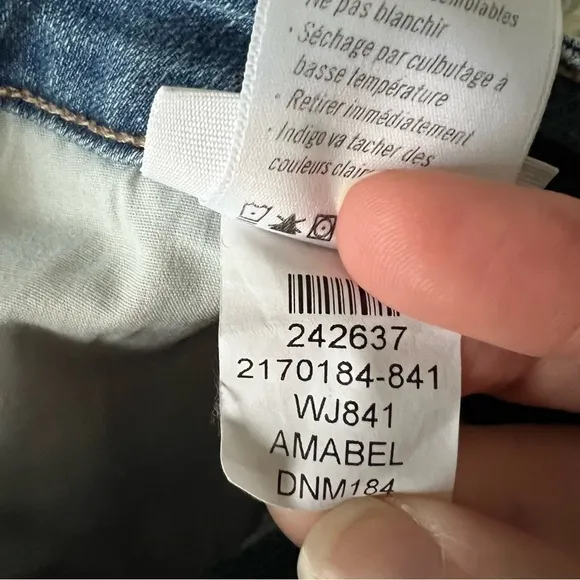 Ne pas blanchir
· Séchage par culbutage à
basse température
· Retirer immédiatement
· Indigo va tacher des
couleurs
242637
2170184-841
WJ841
AMABEL
DNM184